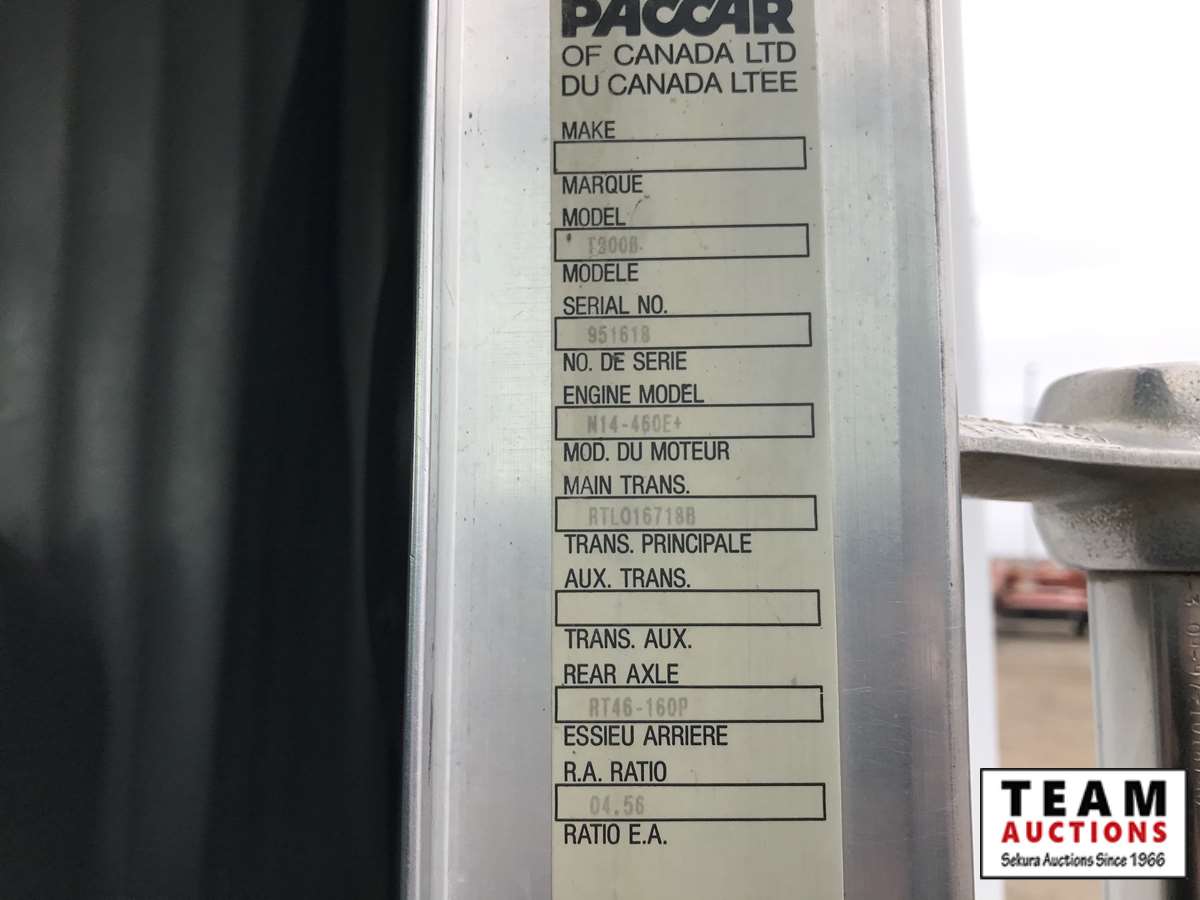 PACCAR
OF CANADA LTD
DU CANADA LTEE
MAKE
MARQUE
MODEL
T800B
MODELE
SERIAL NO.
951618
NO. DE SERIE
ENGINE MODEL
N14-460E+
MOD. DU MOTEUR
MAIN TRANS.
RTLO16718B
TRANS. PRINCIPALE
AUX. TRANS.
TRANS. AUX.
REAR AXLE
RT46-160P
ESSIEU ARRIERE
R.A. RATIO
04.56
RATIO E.A.
TEAM
AUCTIONS
Sekura Auctions Since 1966